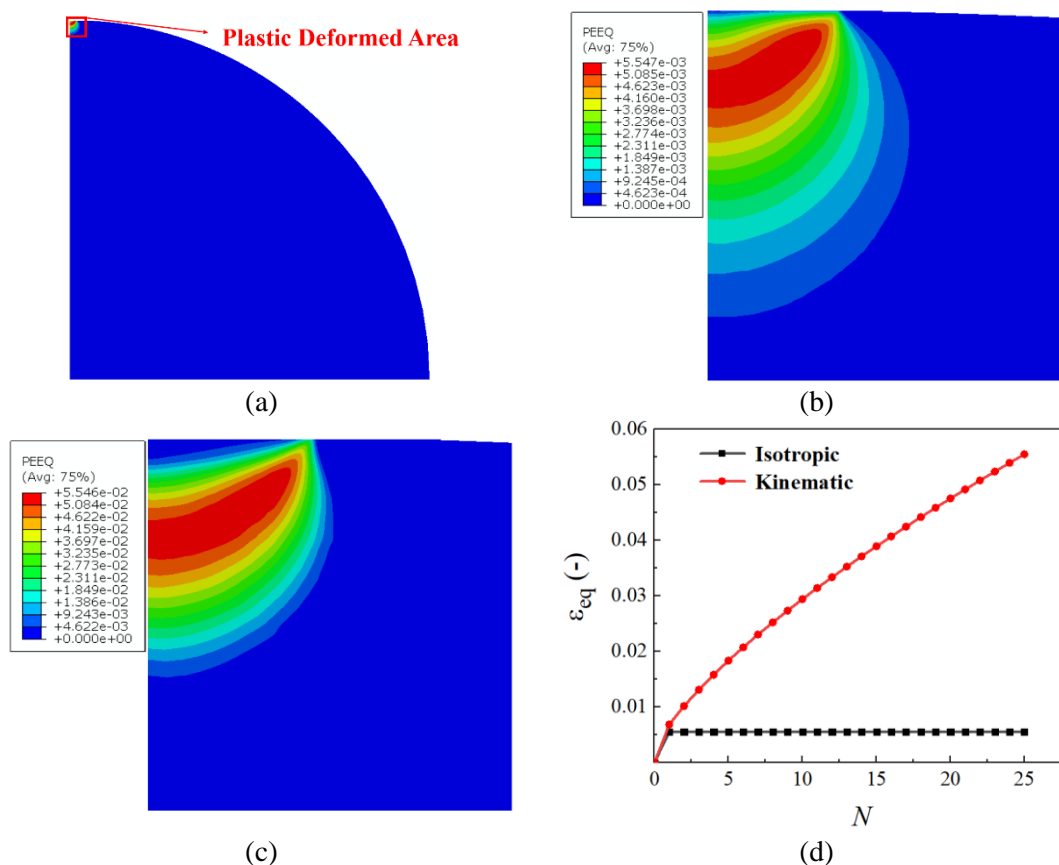 Plastic Deformed Area
(a)
PEEQ
(Avg: 75%)
+5.547e-03
+5.085e-03
+4.623e-03
+4.160e-03
+3.698e-03
+3.236e-03
+2.774e-03
+2.311e-03
+1.849e-03
+1.387e-03
+9.245e-04
+4.623e-04
+0.000e+00
(b)
PEEQ
(Avg: 75%)
+5.546e-02
+5.084e-02
+4.622e-02
+4.159e-02
+3.697e-02
+3.235e-02
+2.773e-02
+2.311e-02
+1.849e-02
+1.386e-02
+9.243e-03
+4.622e-03
+0.000e+00
(c)
0.06
0.05
0.04
0.03
0.02
0.01
εeq (-)
Isotropic
Kinematic
0 5 10 15 20 25
N
(d)